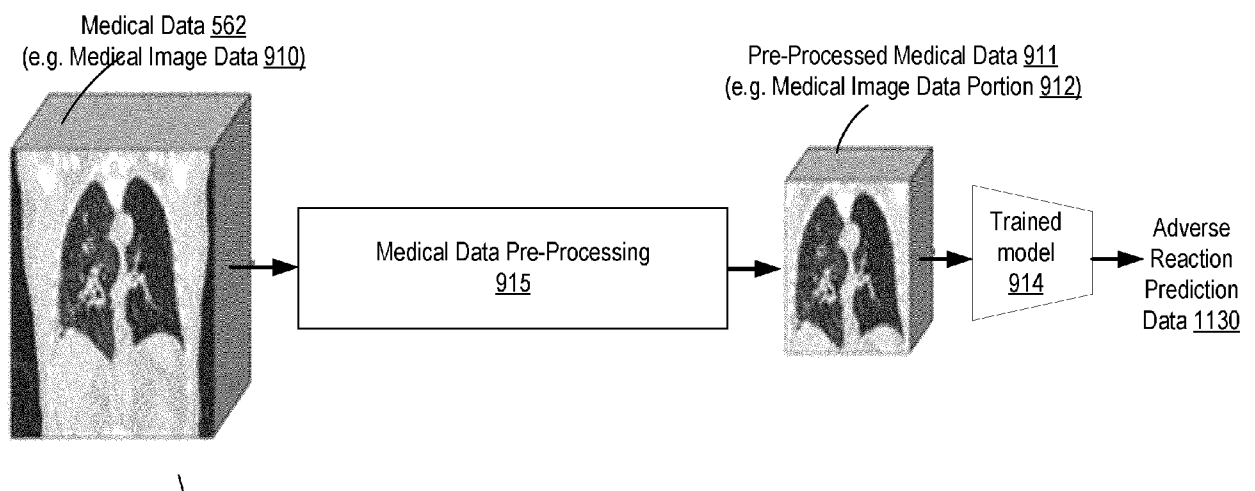 Medical Data 562
(e.g. Medical Image Data 910)
Pre-Processed Medical Data 911
(e.g. Medical Image Data Portion 912)
Medical Data Pre-Processing
915
Trained
model
914
Adverse
Reaction
Prediction
Data 1130